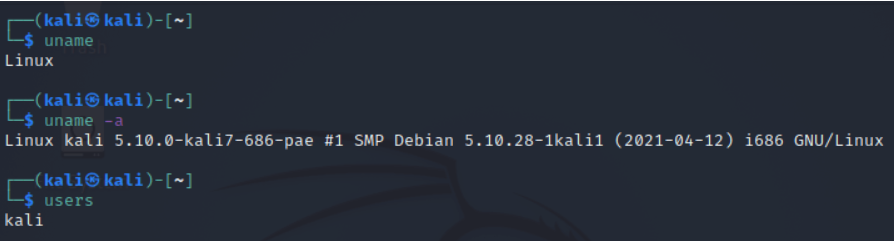 ┌──(kali㉿kali)-[~]
└─$ uname
Linux
┌──(kali㉿kali)-[~]
└─$ uname -a
Linux kali 5.10.0-kali7-686-pae #1 SMP Debian 5.10.28-1kali1 (2021-04-12) i686 GNU/Linux
┌──(kali㉿kali)-[~]
└─$ users
kali